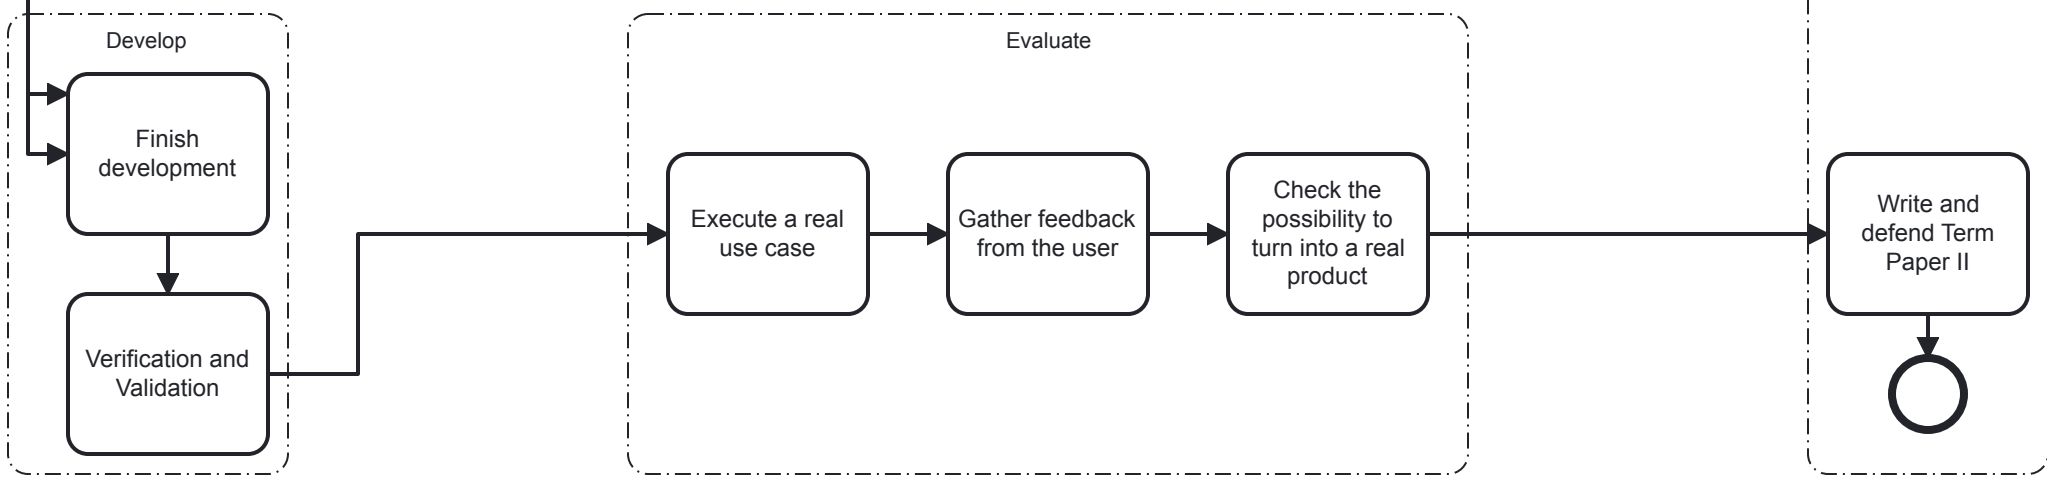 Develop
Finish
development
Verification and
Validation
Evaluate
Execute a real
use case
Gather feedback
from the user
Check the
possibility to
turn into a real
product
Write and
defend Term
Paper II